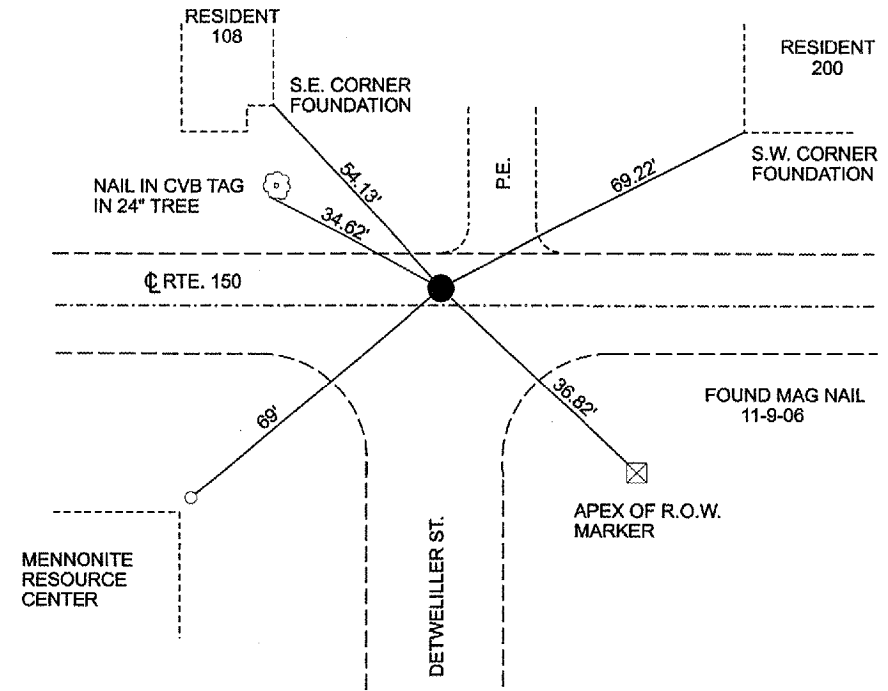 RESIDENT
108
RESIDENT
200
S.E. CORNER
FOUNDATION
S.W. CORNER
FOUNDATION
NAIL IN CVB TAG
IN 24" TREE
54.13'
34.62'
P.E.
69.22'
℄ RTE. 150
69'
36.82'
FOUND MAG NAIL
11-9-06
APEX OF R.O.W.
MARKER
MENNONITE
RESOURCE
CENTER
DETWELILLER ST.